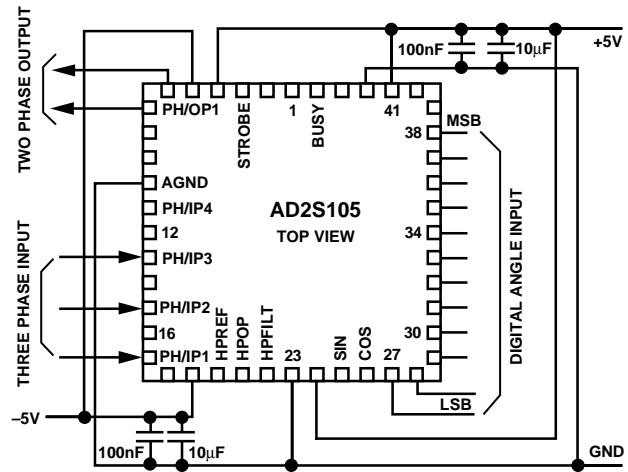 100nF
10μF
+5V
TWO PHASE OUTPUT
PH/OP1
STROBE
1
BUSY
41
MSB
38
AGND
PH/IP4
AD2S105
TOP VIEW
12
34
PH/IP3
THREE PHASE INPUT
DIGITAL ANGLE INPUT
PH/IP2
16
HPREF
HPOP
HPFILT
SIN
COS
30
PH/IP1
23
27
–5V
LSB
100nF
10μF
GND